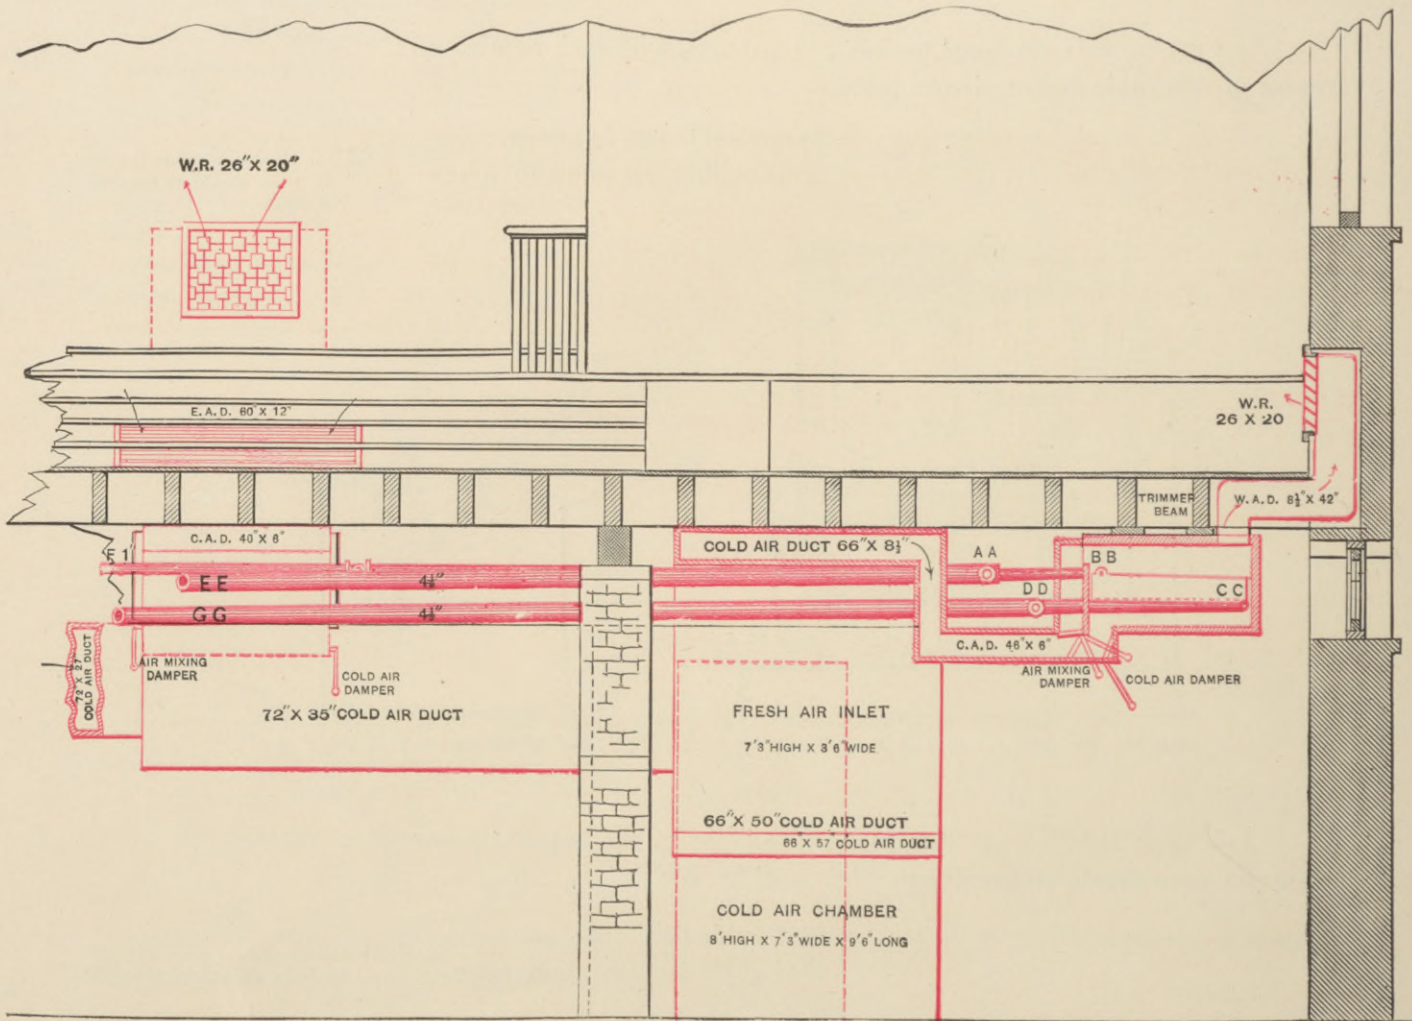 W.R. 26"X 20"
E.A.D. 60"X 12"
W.R.
26 X 20
TRIMMER
BEAM
W.A.D. 8½"X 42"
C.A.D. 40"X 6"
COLD AIR DUCT 66"X 8½"
F 1'
E E
4½"
A A
B B
D D
C C
G G
4½"
C.A.D. 46"X 6"
72"X 27"
COLD AIR DUCT
AIR MIXING
DAMPER
COLD AIR
DAMPER
AIR MIXING
DAMPER
COLD AIR DAMPER
72"X 35"COLD AIR DUCT
FRESH AIR INLET
7'3"HIGH X 3'6"WIDE
66"X 50"COLD AIR DUCT
66"X 57"COLD AIR DUCT
COLD AIR CHAMBER
8'HIGH X 7'3"WIDE X 9'6"LONG